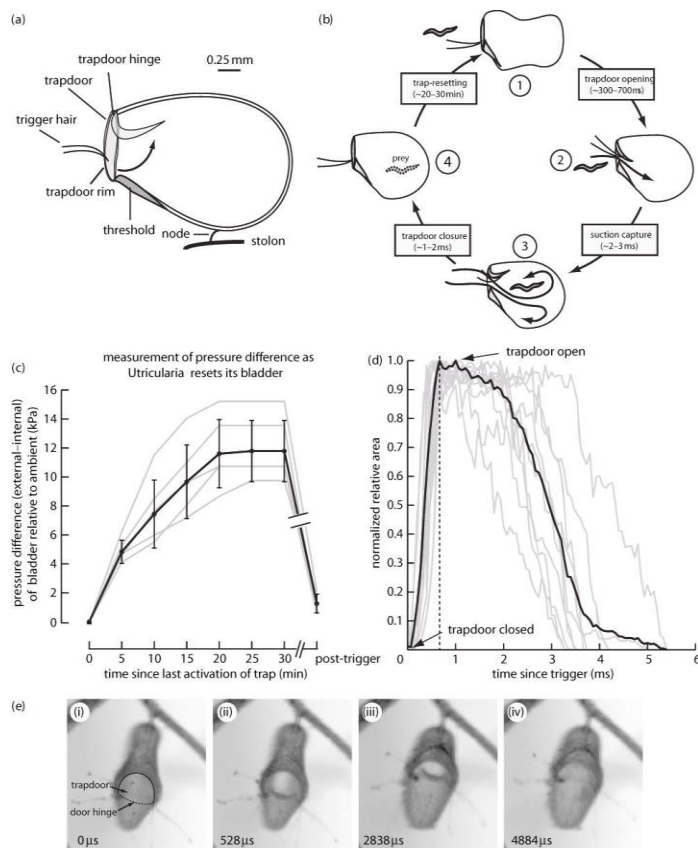 (a)
trapdoor hinge
trapdoor
trigger hair
0.25 mm
trapdoor rim
threshold
node
stolon
(b)
trap-resetting
(~20–30min)
1
trapdoor opening
(~300–700ms)
2
suction capture
(~2–3ms)
3
trapdoor closure
(~1–2ms)
4
prey
(c)
measurement of pressure difference as
Utricularia resets its bladder
pressure difference (external–internal)
of bladder relative to ambient (kPa)
16
14
12
10
8
6
4
2
0
0 5 10 15 20 25 30 post-trigger
time since last activation of trap (min)
(d)
trapdoor open
normalized relative area
1.0
0.9
0.8
0.7
0.6
0.5
0.4
0.3
0.2
0.1
trapdoor closed
0 1 2 3 4 5 6
time since trigger (ms)
(e)
(i)
trapdoor
door hinge
0µs
(ii)
528µs
(iii)
2838µs
(iv)
4884µs